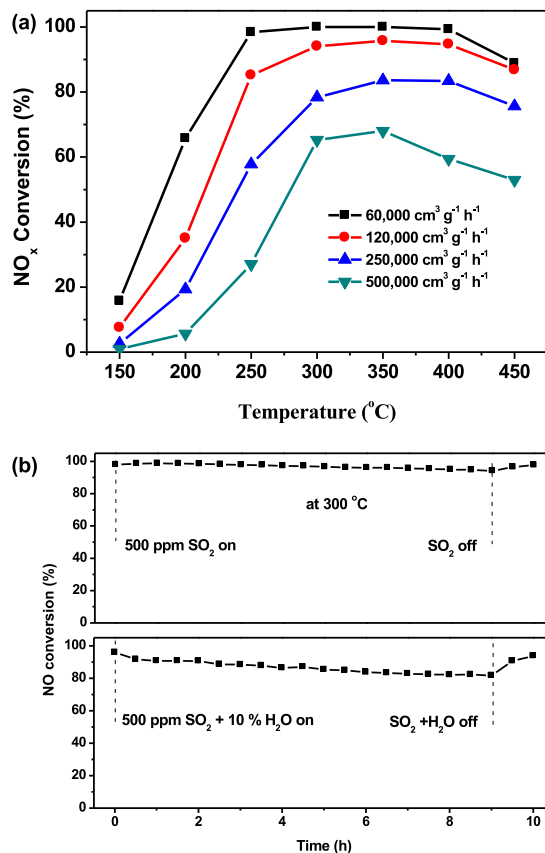 (a)
NOx Conversion (%)
100
80
60
40
20
0
60,000 cm³ g⁻¹ h⁻¹
120,000 cm³ g⁻¹ h⁻¹
250,000 cm³ g⁻¹ h⁻¹
500,000 cm³ g⁻¹ h⁻¹
150 200 250 300 350 400 450
Temperature (°C)
(b)
NO conversion (%)
100
80
60
40
20
0
at 300 °C
500 ppm SO₂ on
SO₂ off
100
80
60
40
20
0
500 ppm SO₂ + 10 % H₂O on
SO₂ +H₂O off
0 2 4 6 8 10
Time (h)